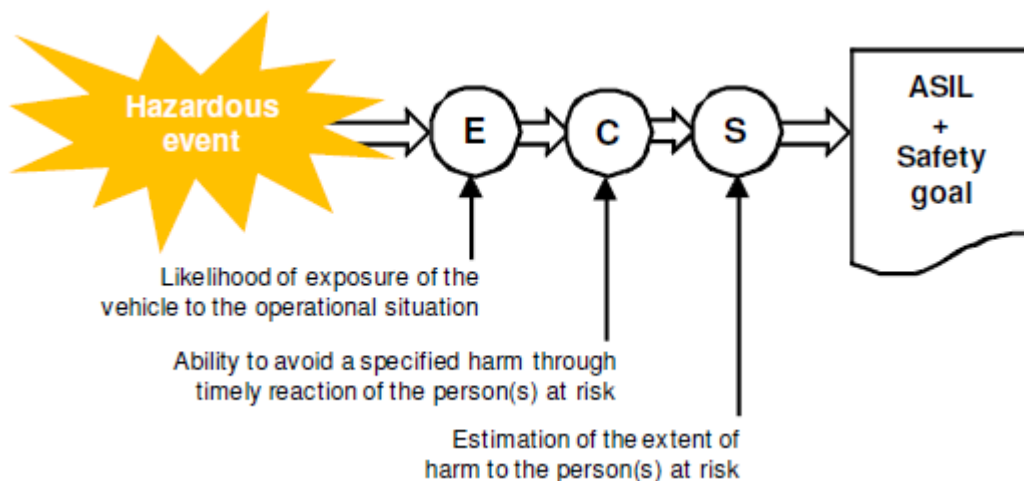 Hazardous
event
E
C
S
ASIL
+
Safety
goal
Likelihood of exposure of the
vehicle to the operational situation
Ability to avoid a specified harm through
timely reaction of the person(s) at risk
Estimation of the extent of
harm to the person(s) at risk